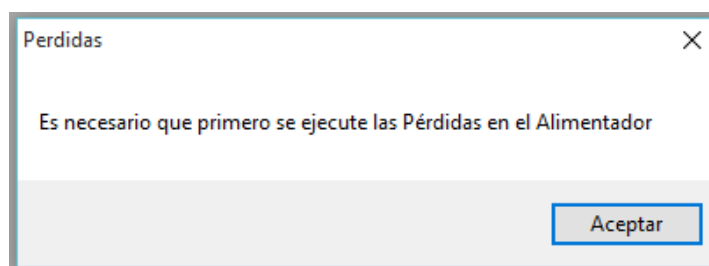 Perdidas
Es necesario que primero se ejecute las Pérdidas en el Alimentador
Aceptar